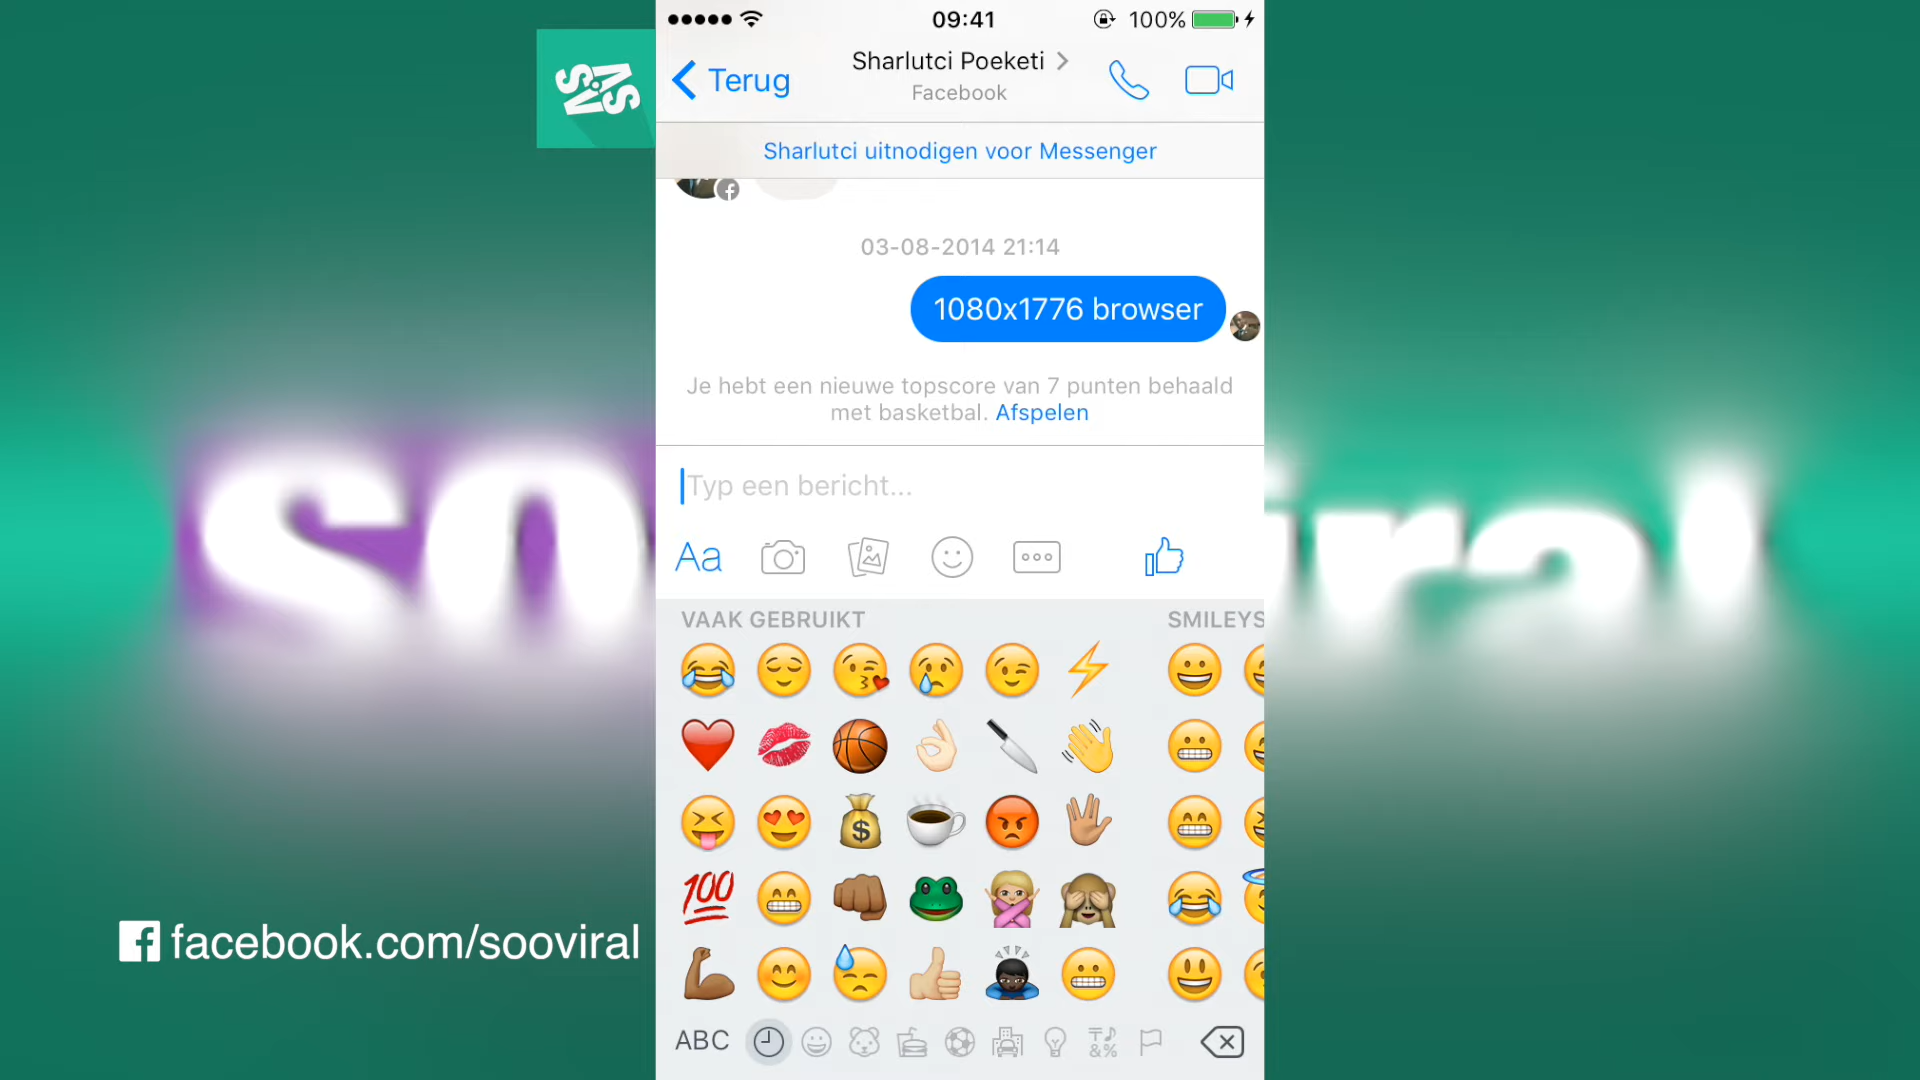 09:41
100%
Terug
Sharlutci Poeketi
Facebook
Sharlutci uitnodigen voor Messenger
03-08-2014 21:14
1080x1776 browser
Je hebt een nieuwe topscore van 7 punten behaald
met basketbal. Afspelen
Typ een bericht...
Aa
VAAK GEBRUIKT
SMILEYS
facebook.com/sooviral
ABC